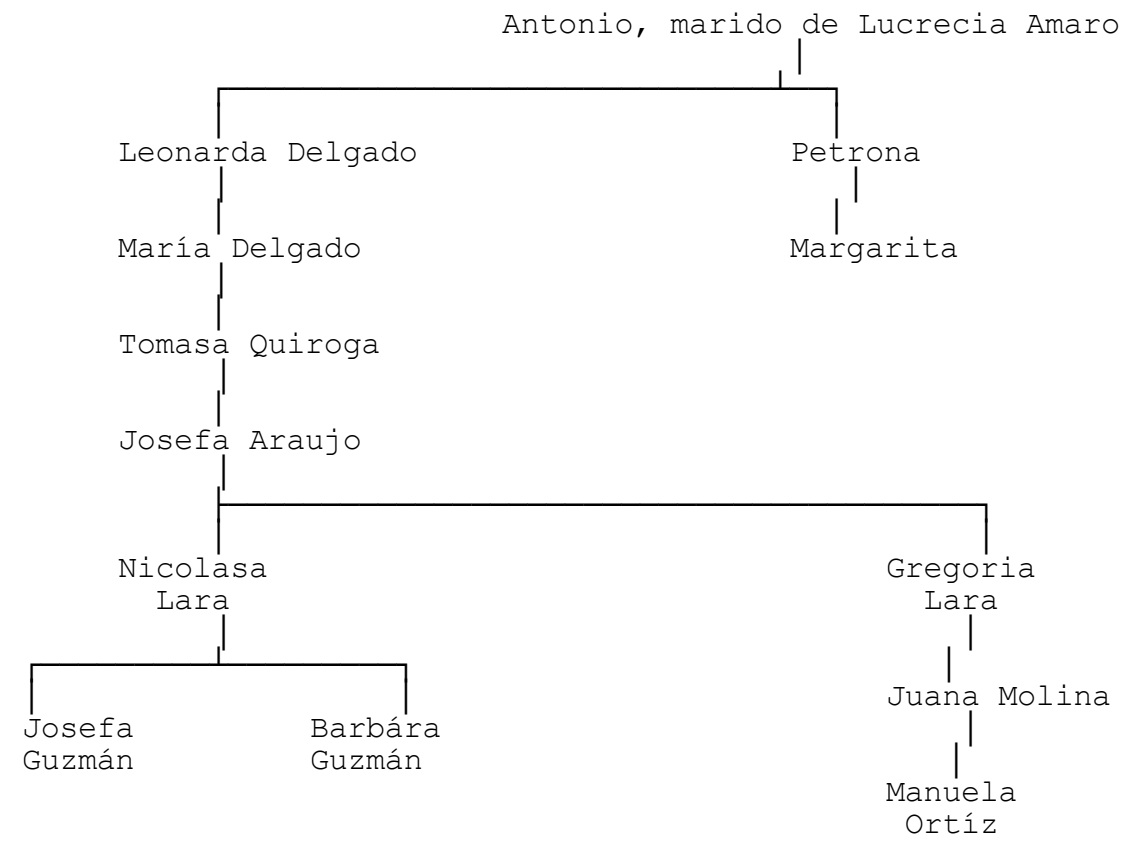 Antonio, marido de Lucrecia Amaro
Leonarda Delgado
Petrona
María Delgado
Margarita
Tomasa Quiroga
Josefa Araujo
Nicolasa
Lara
Gregoria
Lara
Juana Molina
Josefa
Guzmán
Barbára
Guzmán
Manuela
Ortíz